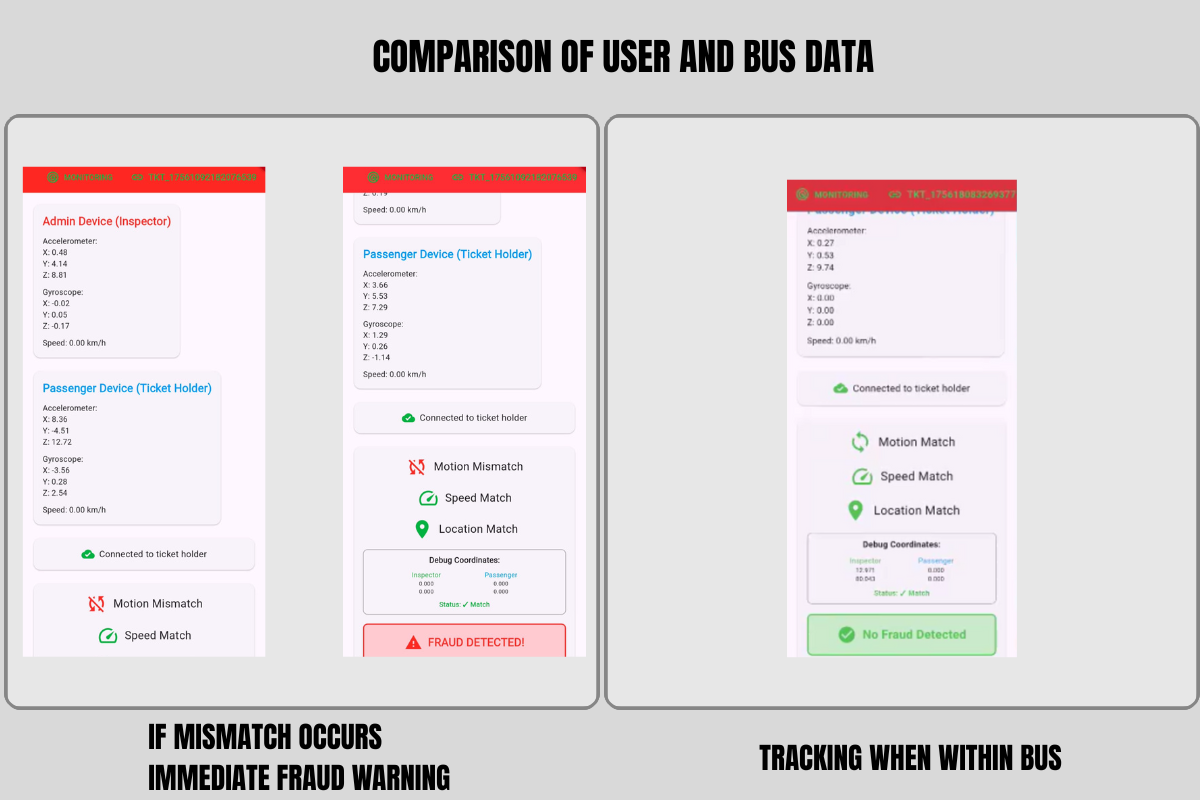 COMPARISON OF USER AND BUS DATA
MONITORING
Admin Device (Inspector)
Accelerometer:
X: 0.48
Y: 4.14
Z: 8.81
Gyroscope:
X: -0.02
Y: 0.05
Z: -0.17
Speed: 0.00 km/h
Passenger Device (Ticket Holder)
Accelerometer:
X: 8.36
Y: -4.51
Z: 12.72
Gyroscope:
X: -3.56
Y: 0.28
Z: 2.54
Speed: 0.00 km/h
Connected to ticket holder
Motion Mismatch
Speed Match
MONITORING
Z: 0.19
Speed: 0.00 km/h
Passenger Device (Ticket Holder)
Accelerometer:
X: 3.66
Y: 5.53
Z: 7.29
Gyroscope:
X: 1.29
Y: 0.26
Z: -1.14
Speed: 0.00 km/h
Connected to ticket holder
Motion Mismatch
Speed Match
Location Match
Debug Coordinates:
Inspector Passenger
0.000 0.000
0.000 0.000
Status: ✓ Match
FRAUD DETECTED!
MONITORING TKT_1756180083269377
Passenger Device (Ticket Holder)
Accelerometer:
X: 0.27
Y: 0.53
Z: 9.74
Gyroscope:
X: 0.00
Y: 0.00
Z: 0.00
Speed: 0.00 km/h
Connected to ticket holder
Motion Match
Speed Match
Location Match
Debug Coordinates:
Inspector Passenger
12.971 0.000
80.043 0.000
Status: ✓ Match
No Fraud Detected
IF MISMATCH OCCURS
IMMEDIATE FRAUD WARNING
TRACKING WHEN WITHIN BUS